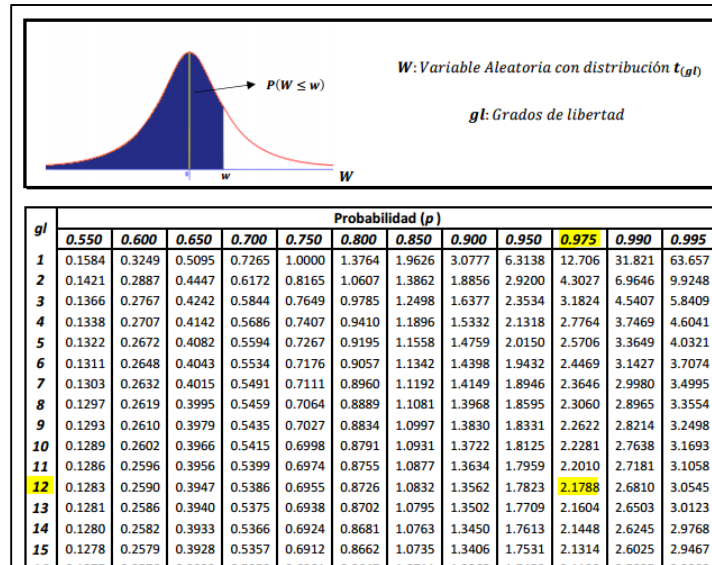 W: Variable Aleatoria con distribución t(gl)
P(W ≤ w)
gl: Grados de libertad
w
W
gl Probabilidad (p)
0.550 0.600 0.650 0.700 0.750 0.800 0.850 0.900 0.950 0.975 0.990 0.995
1 0.1584 0.3249 0.5095 0.7265 1.0000 1.3764 1.9626 3.0777 6.3138 12.706 31.821 63.657
2 0.1421 0.2887 0.4447 0.6172 0.8165 1.0607 1.3862 1.8856 2.9200 4.3027 6.9646 9.9248
3 0.1366 0.2767 0.4242 0.5844 0.7649 0.9785 1.2498 1.6377 2.3534 3.1824 4.5407 5.8409
4 0.1338 0.2707 0.4142 0.5686 0.7407 0.9410 1.1896 1.5332 2.1318 2.7764 3.7469 4.6041
5 0.1322 0.2672 0.4082 0.5594 0.7267 0.9195 1.1558 1.4759 2.0150 2.5706 3.3649 4.0321
6 0.1311 0.2648 0.4043 0.5534 0.7176 0.9057 1.1342 1.4398 1.9432 2.4469 3.1427 3.7074
7 0.1303 0.2632 0.4015 0.5491 0.7111 0.8960 1.1192 1.4149 1.8946 2.3646 2.9980 3.4995
8 0.1297 0.2619 0.3995 0.5459 0.7064 0.8889 1.1081 1.3968 1.8595 2.3060 2.8965 3.3554
9 0.1293 0.2610 0.3979 0.5435 0.7027 0.8834 1.0997 1.3830 1.8331 2.2622 2.8214 3.2498
10 0.1289 0.2602 0.3966 0.5415 0.6998 0.8791 1.0931 1.3722 1.8125 2.2281 2.7638 3.1693
11 0.1286 0.2596 0.3956 0.5399 0.6974 0.8755 1.0877 1.3634 1.7959 2.2010 2.7181 3.1058
12 0.1283 0.2590 0.3947 0.5386 0.6955 0.8726 1.0832 1.3562 1.7823 2.1788 2.6810 3.0545
13 0.1281 0.2586 0.3940 0.5375 0.6938 0.8702 1.0795 1.3502 1.7709 2.1604 2.6503 3.0123
14 0.1280 0.2582 0.3933 0.5366 0.6924 0.8681 1.0763 1.3450 1.7613 2.1448 2.6245 2.9768
15 0.1278 0.2579 0.3928 0.5357 0.6912 0.8662 1.0735 1.3406 1.7531 2.1314 2.6025 2.9467